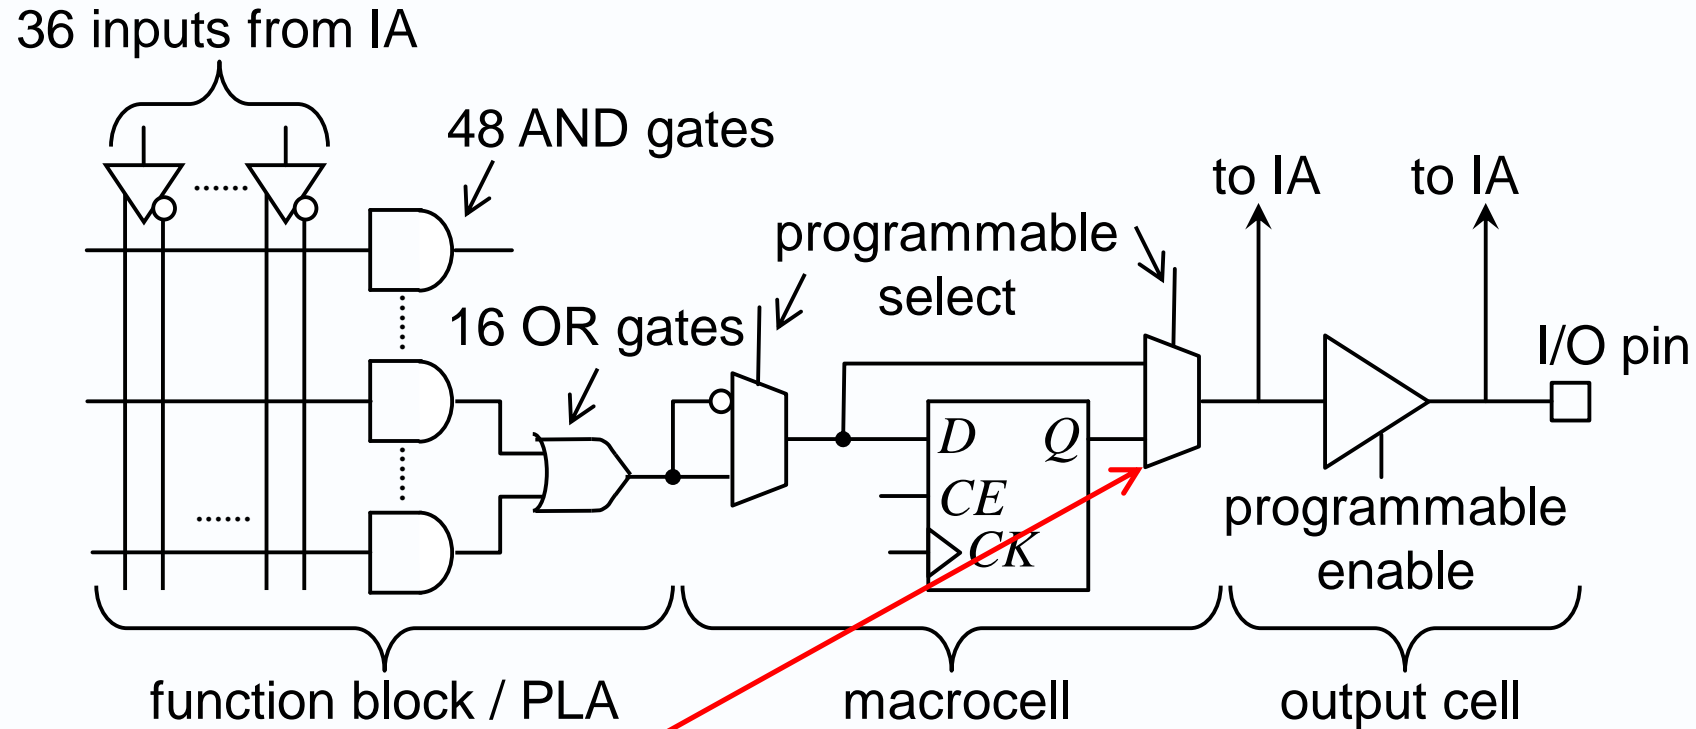 36 inputs from IA
48 AND gates
to IA
to IA
programmable
select
16 OR gates
I/O pin
D
Q
CE
CK
programmable
enable
function block / PLA
macrocell
output cell